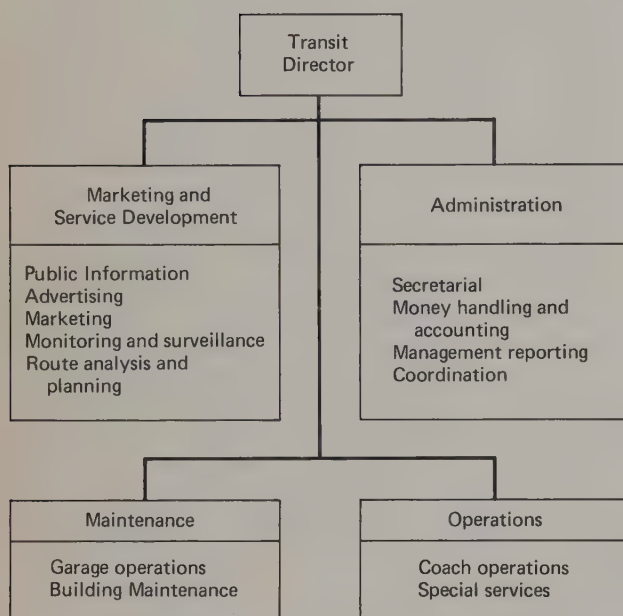 Transit
Director
Marketing and
Service Development
Public Information
Advertising
Marketing
Monitoring and surveillance
Route analysis and
planning
Administration
Secretarial
Money handling and
accounting
Management reporting
Coordination
Maintenance
Garage operations
Building Maintenance
Operations
Coach operations
Special services